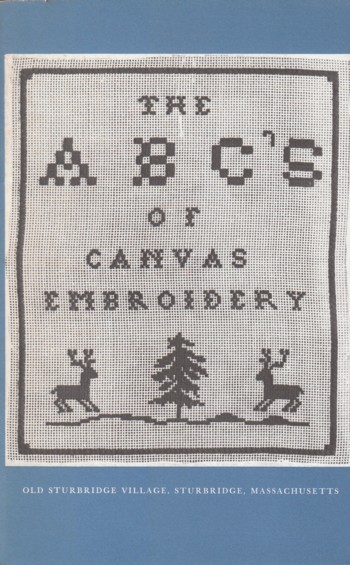 THE
ABC'S
OF
CANVAS
EMBROIDERY
OLD STURBRIDGE VILLAGE, STURBRIDGE, MASSACHUSETTS